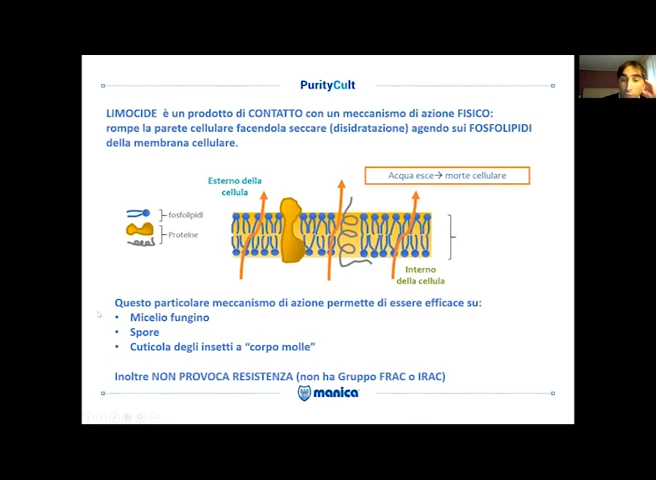 PurityCult
LIMOCIDE è un prodotto di CONTATTO con un meccanismo di azione FISICO:
rompe la parete cellulare facendola seccare (disidratazione) agendo sui FOSFOLIPIDI
della membrana cellulare.
Esterno della
cellula
Acqua esce→ morte cellulare
fosfolipidi
Proteine
Interno
della cellula
Questo particolare meccanismo di azione permette di essere efficace su:
• Micelio fungino
• Spore
• Cuticola degli insetti a “corpo molle”
Inoltre NON PROVOCA RESISTENZA (non ha Gruppo FRAC o IRAC)
manica